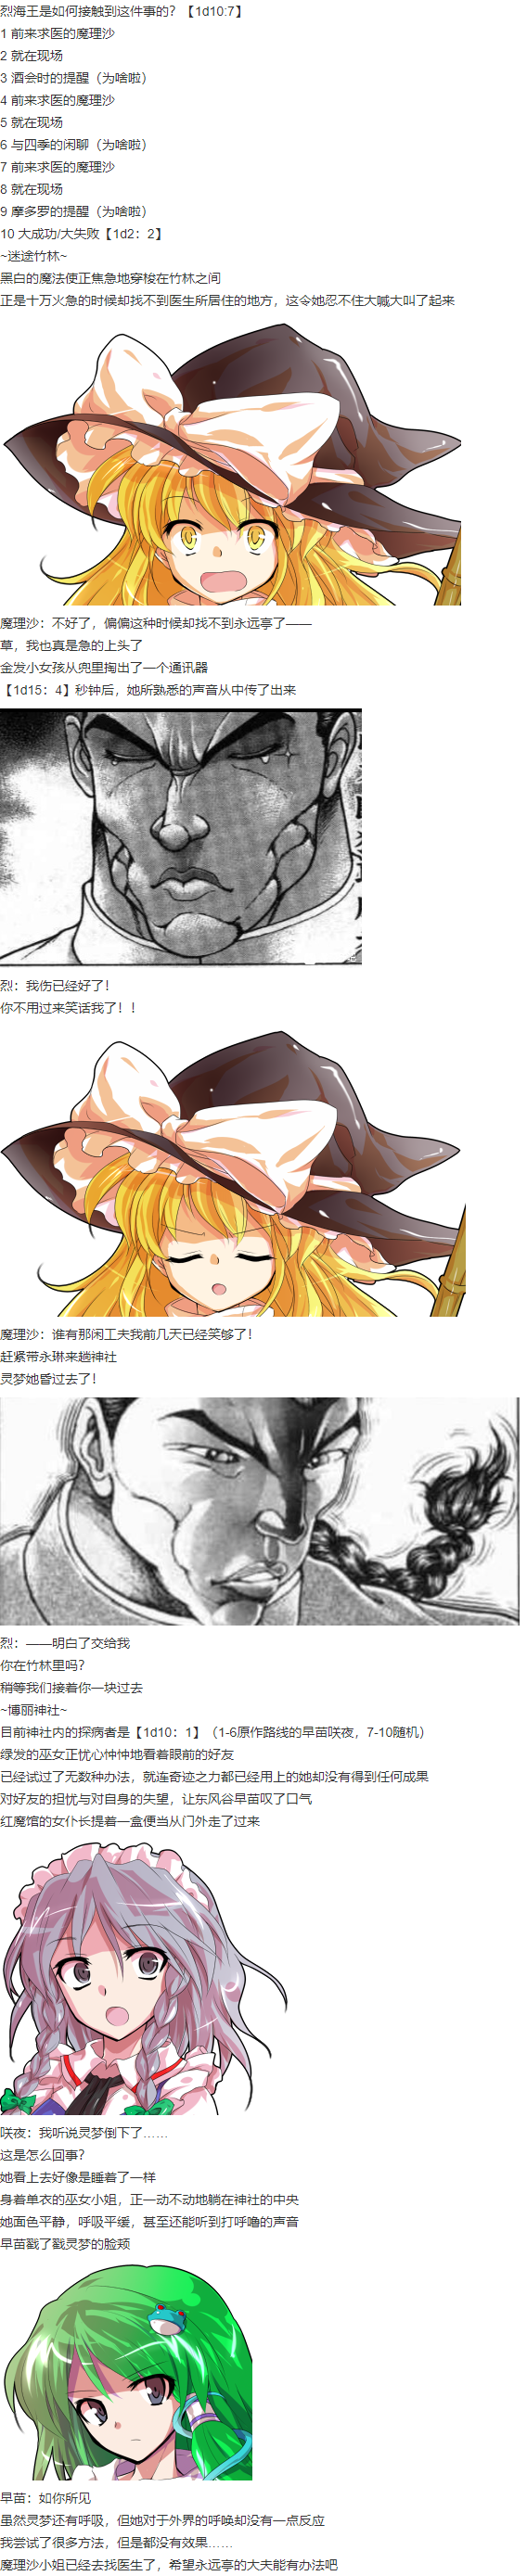 烈海王是如何接触到这件事的？【1d10:7】
1 前来求医的魔理沙
2 就在现场
3 酒会时的提醒（为啥啦）
4 前来求医的魔理沙
5 就在现场
6 与四季的闲聊（为啥啦）
7 前来求医的魔理沙
8 就在现场
9 摩多罗的提醒（为啥啦）
10 大成功/大失败【1d2：2】
~迷途竹林~
黑白的魔法使正焦急地穿梭在竹林之间
正是十万火急的时候却找不到医生所居住的地方，这令她忍不住大喊大叫了起来
魔理沙：不好了，偏偏这种时候却找不到永远亭了——
草，我也真是急的上头了
金发小女孩从兜里掏出了一个通讯器
【1d15：4】秒钟后，她所熟悉的声音从中传了出来
烈：我伤已经好了！
你不用过来笑话我了！！
魔理沙：谁有那闲工夫我前几天已经笑够了！
赶紧带永琳来趟神社
灵梦她昏过去了！
烈：——明白了交给我
你在竹林里吗？
稍等我们接着你一块过去
~博丽神社~
目前神社内的探病者是【1d10：1】（1-6原作路线的早苗咲夜，7-10随机）
绿发的巫女正忧心忡忡地看着眼前的好友
已经试过了无数种办法，就连奇迹之力都已经用上的她却没有得到任何成果
对好友的担忧与对自身的失望，让东风谷早苗叹了口气
红魔馆的女仆长提着一盒便当从门外走了过来
咲夜：我听说灵梦倒下了……
这是怎么回事？
她看上去好像是睡着了一样
身着单衣的巫女小姐，正一动不动地躺在神社的中央
她面色平静，呼吸平缓，甚至还能听到打呼噜的声音
早苗戳了戳灵梦的脸颊
早苗：如你所见
虽然灵梦还有呼吸，但她对于外界的呼唤却没有一点反应
我尝试了很多方法，但是都没有效果……
魔理沙小姐已经去找医生了，希望永远亭的大夫能有办法吧